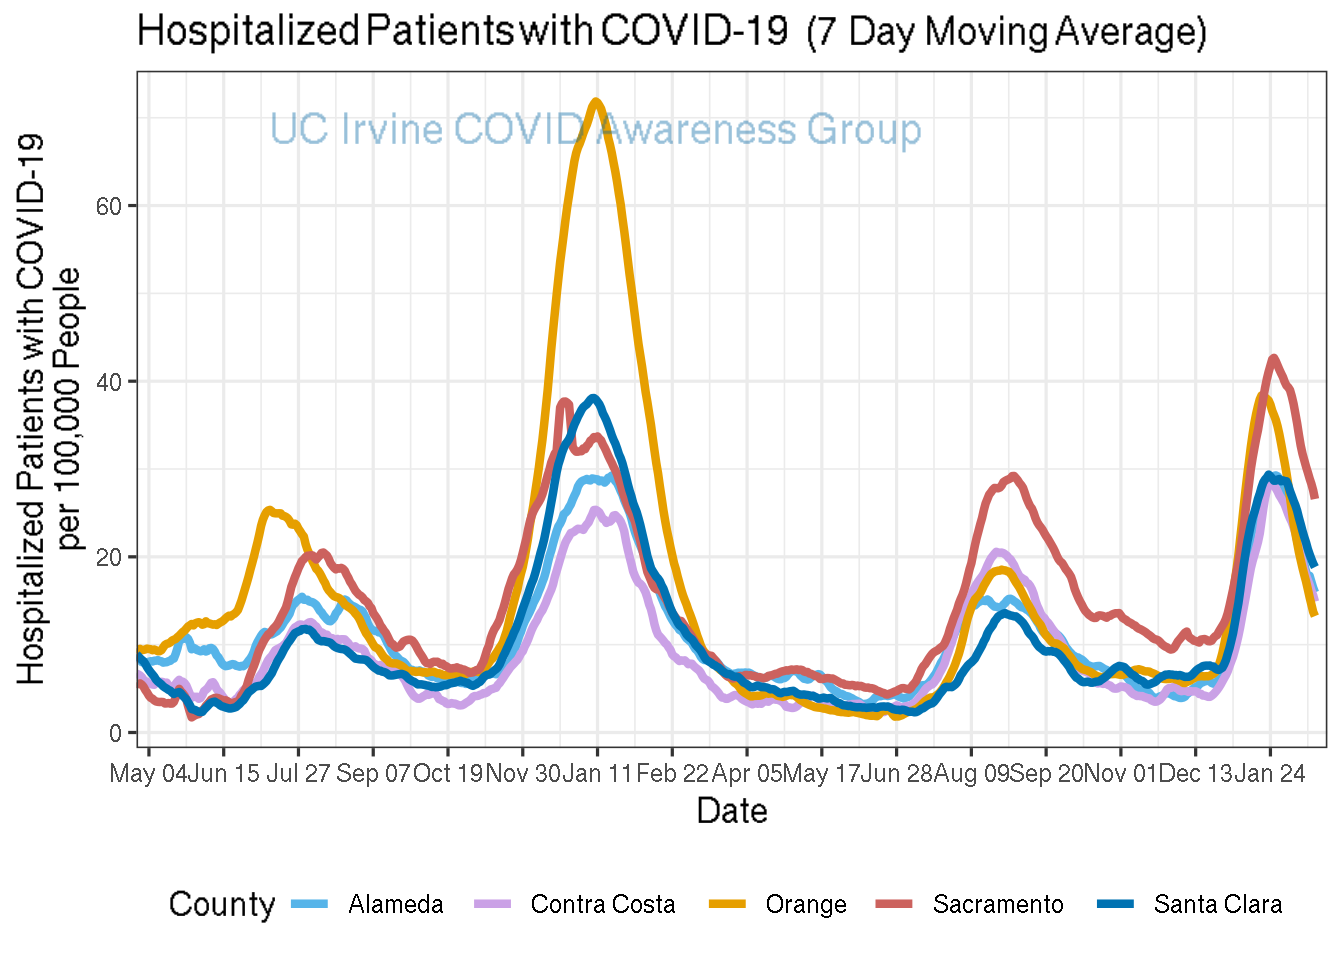 Hospitalized Patients with COVID-19 (7 Day Moving Average)
UC Irvine COVID Awareness Group
Hospitalized Patients with COVID-19
per 100,000 People
60
40
20
0
May 04 Jun 15 Jul 27 Sep 07 Oct 19 Nov 30 Jan 11 Feb 22 Apr 05 May 17 Jun 28 Aug 09 Sep 20 Nov 01 Dec 13 Jan 24
Date
County Alameda Contra Costa Orange Sacramento Santa Clara